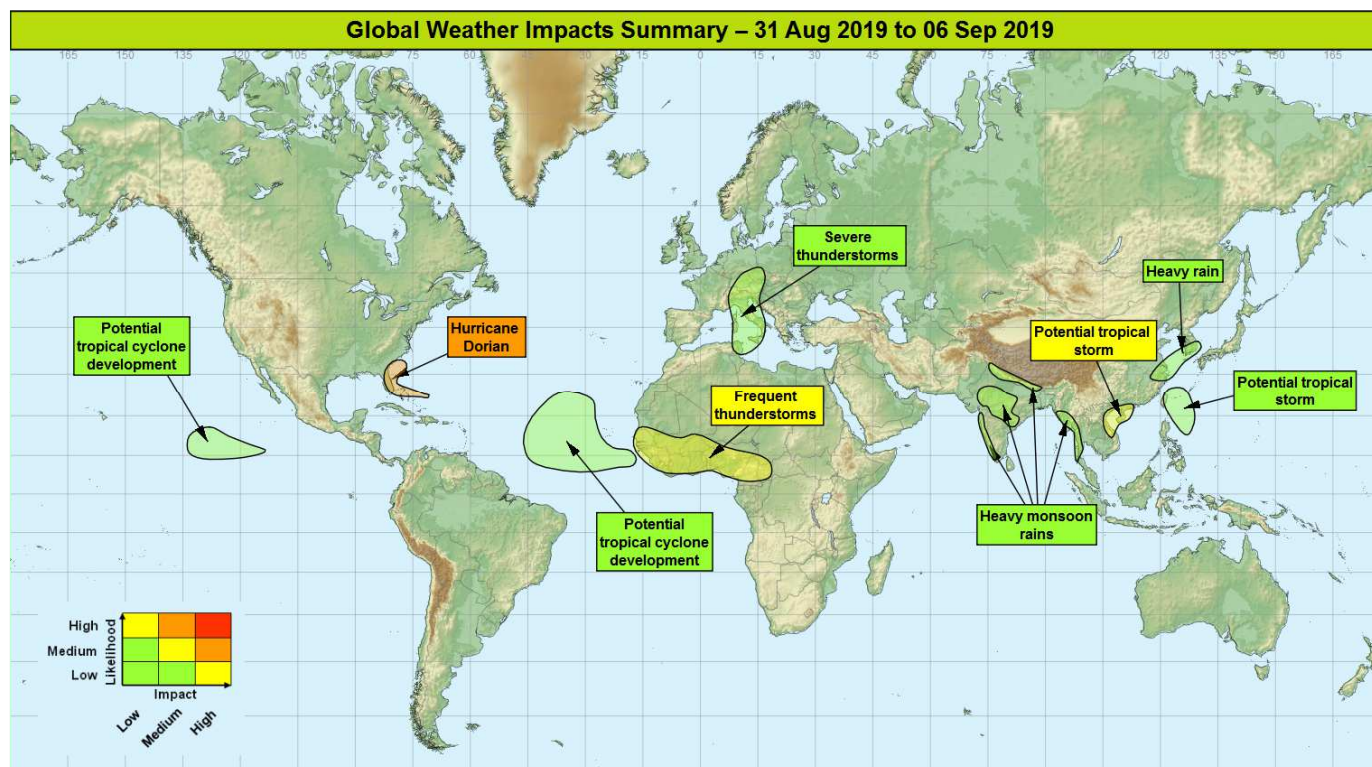 Global Weather Impacts Summary – 31 Aug 2019 to 06 Sep 2019
165 150 135 120 105 90 75 60 45 30 15 0 15 30 45 60 75 90 105 120 135 150 165
Severe
thunderstorms
Heavy rain
Potential
tropical cyclone
development
Hurricane
Dorian
Potential tropical
storm
Potential tropical
storm
Frequent
thunderstorms
Potential
tropical cyclone
development
Heavy monsoon
rains
High
Medium
Low
Likelihood
Impact
Low
Medium
High